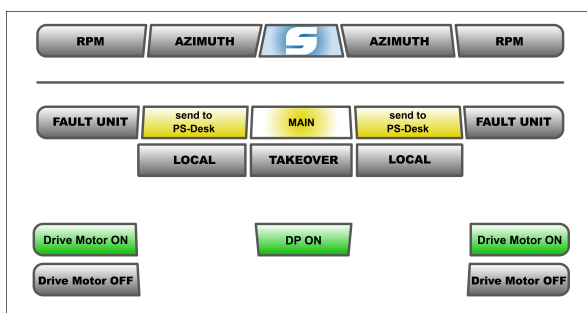 RPM AZIMUTH S AZIMUTH RPM
FAULT UNIT send to PS-Desk MAIN send to PS-Desk FAULT UNIT
LOCAL TAKEOVER LOCAL
Drive Motor ON DP ON Drive Motor ON
Drive Motor OFF Drive Motor OFF